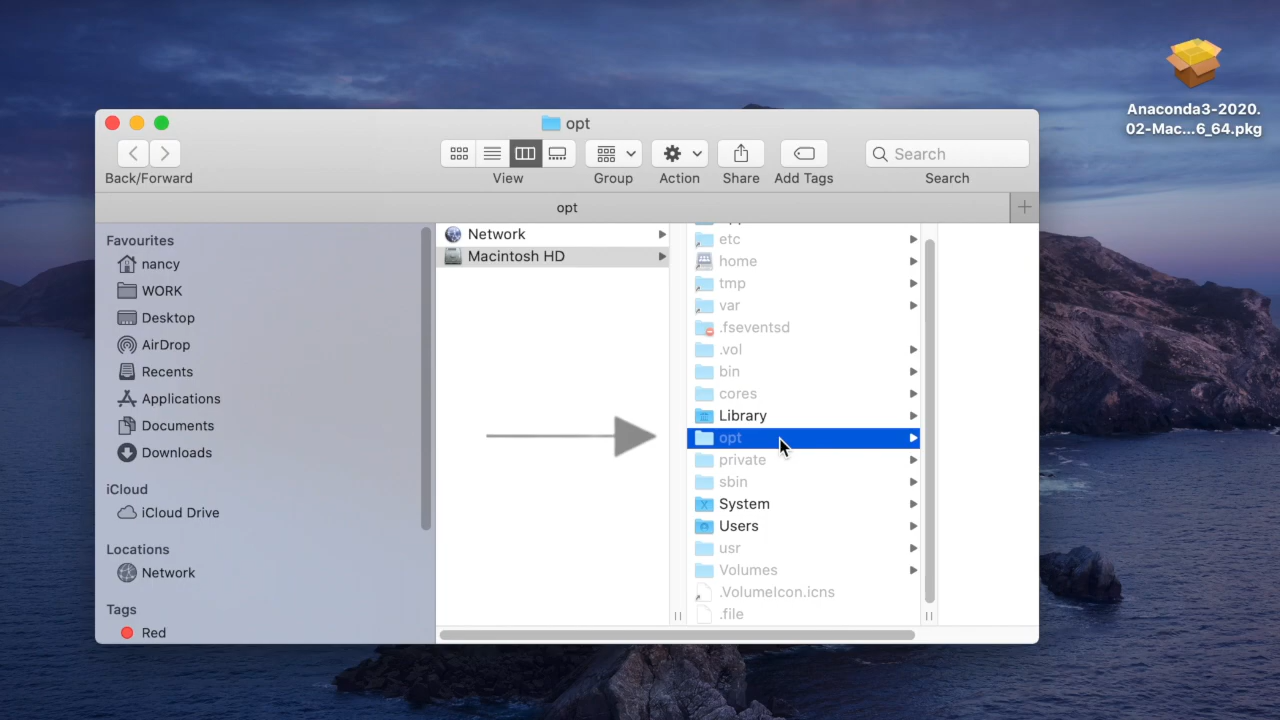 Anaconda3-2020.
02-Mac...6_64.pkg
opt
Back/Forward
View
Group
Action
Share
Add Tags
Search
Search
opt
Favourites
nancy
WORK
Desktop
AirDrop
Recents
Applications
Documents
Downloads
iCloud
iCloud Drive
Locations
Network
Tags
Red
Network
Macintosh HD
etc
home
tmp
var
.fseventsd
.vol
bin
cores
Library
opt
private
sbin
System
Users
usr
Volumes
.VolumeIcon.icns
.file